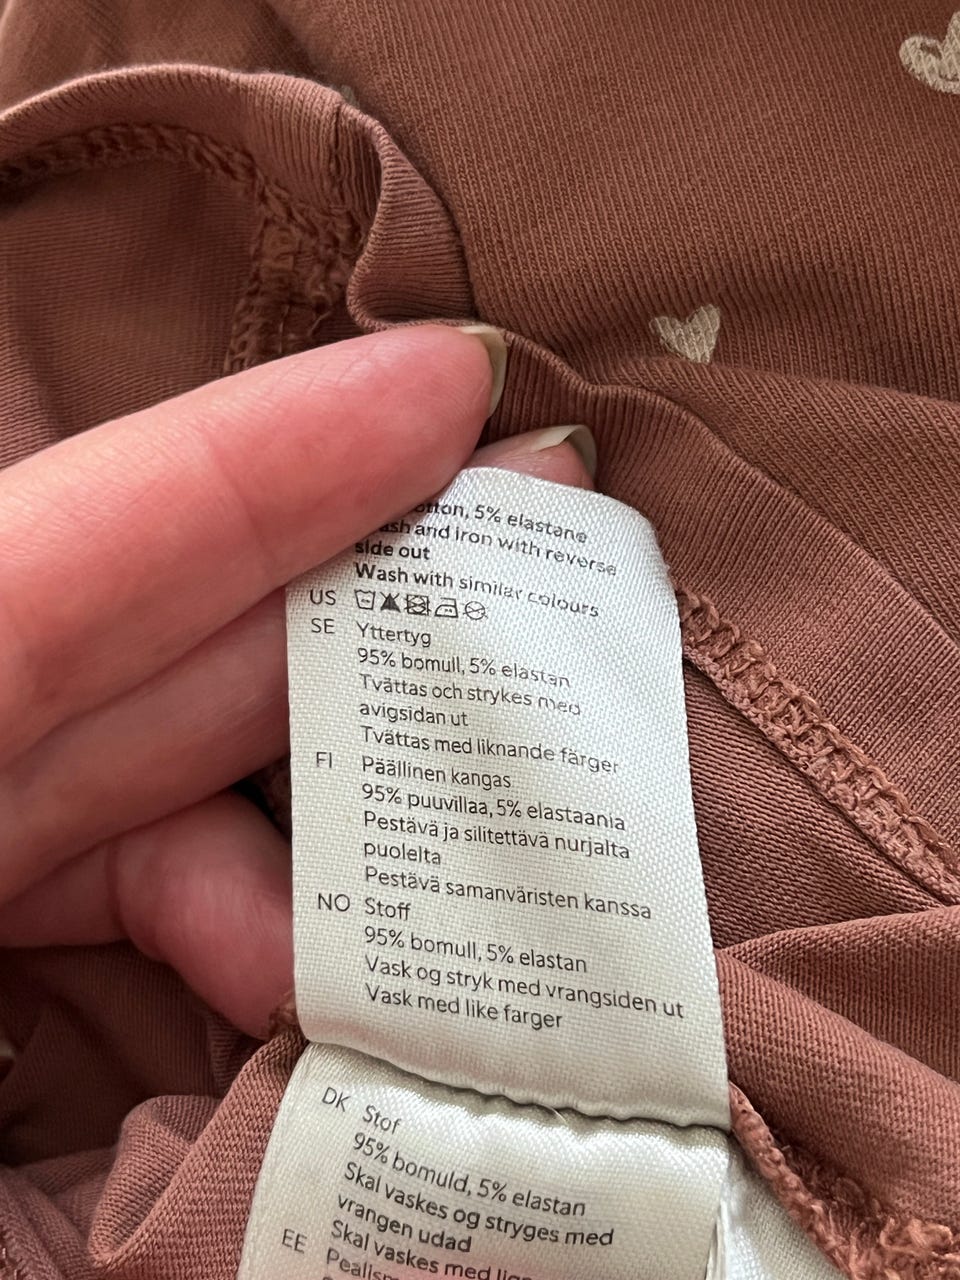 5% elastane
and iron with reverse
side out
Wash with similar colours
US
SE Yttertyg
95% bomull, 5% elastan
Tvättas och strykes med
avigsidan ut
Tvättas med liknande färger
FI Päällinen kangas
95% puuvillaa, 5% elastaania
Pestävä ja silitettävä nurjalta
puolelta
Pestävä samanväristen kanssa
NO Stoff
95% bomull, 5% elastan
Vask og stryk med vrangsiden ut
Vask med like farger
DK Stof
95% bomuld, 5% elastan
Skal vaskes og stryges med
vrangen udad
Skal vaskes med
EE